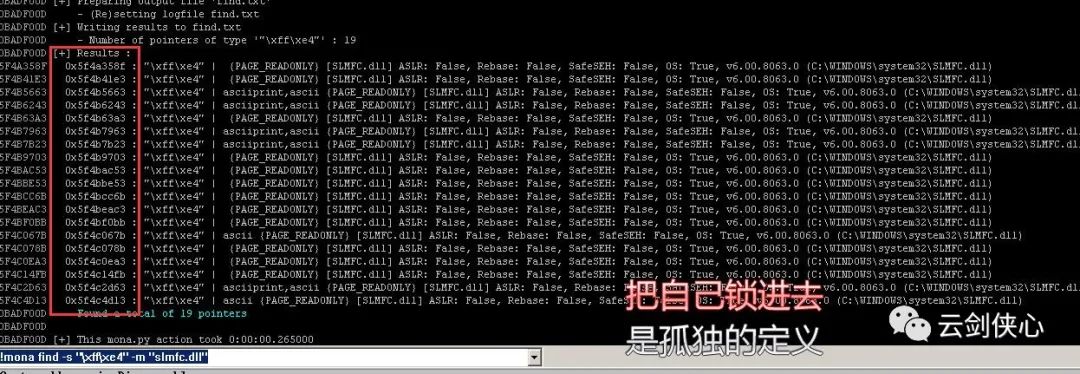 0BADF00D [+] Preparing output file 'find.txt'
0BADF00D - (Re)setting logfile find.txt
0BADF00D [+] Writing results to find.txt
0BADF00D - Number of pointers of type '"\xff\xe4"' : 19
0BADF00D [+] Results :
5F4A358F 0x5f4a358f : "\xff\xe4" | {PAGE_READONLY} [SLMFC.dll] ASLR: False, Rebase: False, SafeSEH: False, OS: True, v6.00.8063.0 (C:\WINDOWS\system32\SLMFC.dll)
5F4B41E3 0x5f4b41e3 : "\xff\xe4" | {PAGE_READONLY} [SLMFC.dll] ASLR: False, Rebase: False, SafeSEH: False, OS: True, v6.00.8063.0 (C:\WINDOWS\system32\SLMFC.dll)
5F4B5663 0x5f4b5663 : "\xff\xe4" | asciiprint,ascii {PAGE_READONLY} [SLMFC.dll] ASLR: False, Rebase: False, SafeSEH: False, OS: True, v6.00.8063.0 (C:\WINDOWS\system32\SLMFC.dll)
5F4B6243 0x5f4b6243 : "\xff\xe4" | asciiprint,ascii {PAGE_READONLY} [SLMFC.dll] ASLR: False, Rebase: False, SafeSEH: False, OS: True, v6.00.8063.0 (C:\WINDOWS\system32\SLMFC.dll)
5F4B63A3 0x5f4b63a3 : "\xff\xe4" | {PAGE_READONLY} [SLMFC.dll] ASLR: False, Rebase: False, SafeSEH: False, OS: True, v6.00.8063.0 (C:\WINDOWS\system32\SLMFC.dll)
5F4B7963 0x5f4b7963 : "\xff\xe4" | asciiprint,ascii {PAGE_READONLY} [SLMFC.dll] ASLR: False, Rebase: False, SafeSEH: False, OS: True, v6.00.8063.0 (C:\WINDOWS\system32\SLMFC.dll)
5F4B7B23 0x5f4b7b23 : "\xff\xe4" | asciiprint,ascii {PAGE_READONLY} [SLMFC.dll] ASLR: False, Rebase: False, SafeSEH: False, OS: True, v6.00.8063.0 (C:\WINDOWS\system32\SLMFC.dll)
5F4B9703 0x5f4b9703 : "\xff\xe4" | {PAGE_READONLY} [SLMFC.dll] ASLR: False, Rebase: False, SafeSEH: False, OS: True, v6.00.8063.0 (C:\WINDOWS\system32\SLMFC.dll)
5F4BAC53 0x5f4bac53 : "\xff\xe4" | {PAGE_READONLY} [SLMFC.dll] ASLR: False, Rebase: False, SafeSEH: False, OS: True, v6.00.8063.0 (C:\WINDOWS\system32\SLMFC.dll)
5F4BBE53 0x5f4bbe53 : "\xff\xe4" | {PAGE_READONLY} [SLMFC.dll] ASLR: False, Rebase: False, SafeSEH: False, OS: True, v6.00.8063.0 (C:\WINDOWS\system32\SLMFC.dll)
5F4BCC6B 0x5f4bcc6b : "\xff\xe4" | {PAGE_READONLY} [SLMFC.dll] ASLR: False, Rebase: False, SafeSEH: False, OS: True, v6.00.8063.0 (C:\WINDOWS\system32\SLMFC.dll)
5F4BEAC3 0x5f4beac3 : "\xff\xe4" | {PAGE_READONLY} [SLMFC.dll] ASLR: False, Rebase: False, SafeSEH: False, OS: True, v6.00.8063.0 (C:\WINDOWS\system32\SLMFC.dll)
5F4BF0BB 0x5f4bf0bb : "\xff\xe4" | {PAGE_READONLY} [SLMFC.dll] ASLR: False, Rebase: False, SafeSEH: False, OS: True, v6.00.8063.0 (C:\WINDOWS\system32\SLMFC.dll)
5F4C067B 0x5f4c067b : "\xff\xe4" | ascii {PAGE_READONLY} [SLMFC.dll] ASLR: False, Rebase: False, SafeSEH: False, OS: True, v6.00.8063.0 (C:\WINDOWS\system32\SLMFC.dll)
5F4C078B 0x5f4c078b : "\xff\xe4" | {PAGE_READONLY} [SLMFC.dll] ASLR: False, Rebase: False, SafeSEH: False, OS: True, v6.00.8063.0 (C:\WINDOWS\system32\SLMFC.dll)
5F4C0EA3 0x5f4c0ea3 : "\xff\xe4" | {PAGE_READONLY} [SLMFC.dll] ASLR: False, Rebase: False, SafeSEH: False, OS: True, v6.00.8063.0 (C:\WINDOWS\system32\SLMFC.dll)
5F4C14FB 0x5f4c14fb : "\xff\xe4" | {PAGE_READONLY} [SLMFC.dll] ASLR: False, Rebase: False, SafeSEH: False, OS: True, v6.00.8063.0 (C:\WINDOWS\system32\SLMFC.dll)
5F4C2D63 0x5f4c2d63 : "\xff\xe4" | {PAGE_READONLY} [SLMFC.dll] ASLR: False, Rebase: False, OS: True, v6.00.8063.0 (C:\WINDOWS\system32\SLMFC.dll)
5F4C4D13 0x5f4c4d13 : "\xff\xe4" | ascii {PAGE_READONLY} [SLMFC.dll] ASLR: False, Rebase: False, OS: True, v6.00.8063.0 (C:\WINDOWS\system32\SLMFC.dll)
0BADF00D Found a total of 19 pointers
0BADF00D
0BADF00D [+] This mona.py action took 0:00:00.265000
把自己锁进去
是孤独的定义
云剑侠心
!mona find -s "\xff\xe4" -m "slmfc.dll"